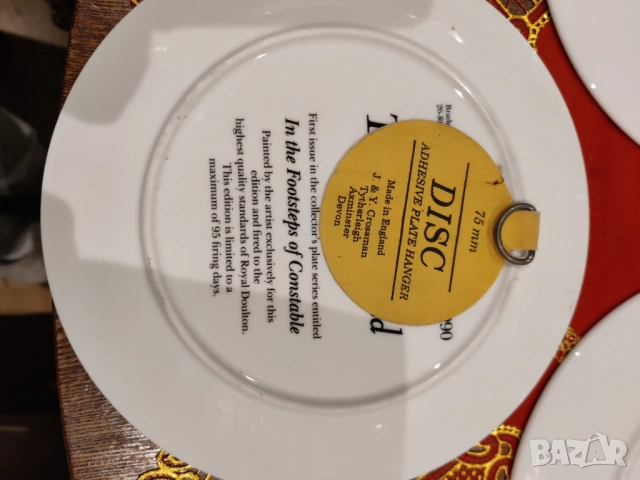 75 mm
DISC
ADHESIVE PLATE HANGER
Made in England
J. & Y. Crossman
Tytherleigh
Axminster
Devon
First issue in the collector's plate series entitled
In the Footsteps of Constable
Painted by the artist exclusively for this
edition and fired to the
highest quality standards of Royal Doulton.
This edition is limited to a
maximum of 95 firing days.
BAZAR